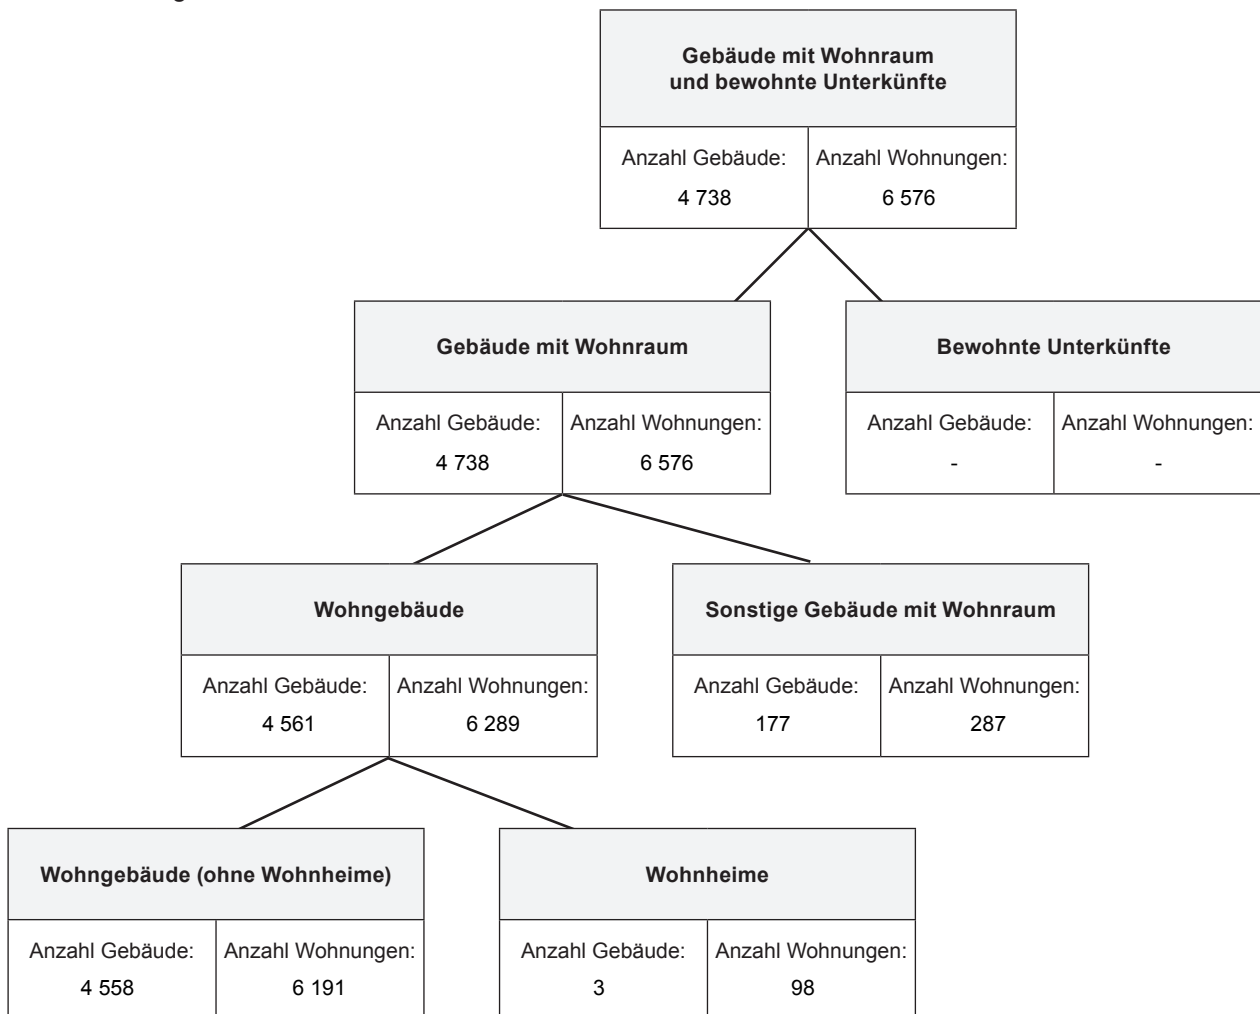 Gebäude mit Wohnraum
und bewohnte Unterkünfte
Anzahl Gebäude: Anzahl Wohnungen:
4 738 6 576
Gebäude mit Wohnraum Bewohnte Unterkünfte
Anzahl Gebäude: Anzahl Wohnungen: Anzahl Gebäude: Anzahl Wohnungen:
4 738 6 576 - -
Wohngebäude Sonstige Gebäude mit Wohnraum
Anzahl Gebäude: Anzahl Wohnungen: Anzahl Gebäude: Anzahl Wohnungen:
4 561 6 289 177 287
Wohngebäude (ohne Wohnheime) Wohnheime
Anzahl Gebäude: Anzahl Wohnungen: Anzahl Gebäude: Anzahl Wohnungen:
4 558 6 191 3 98